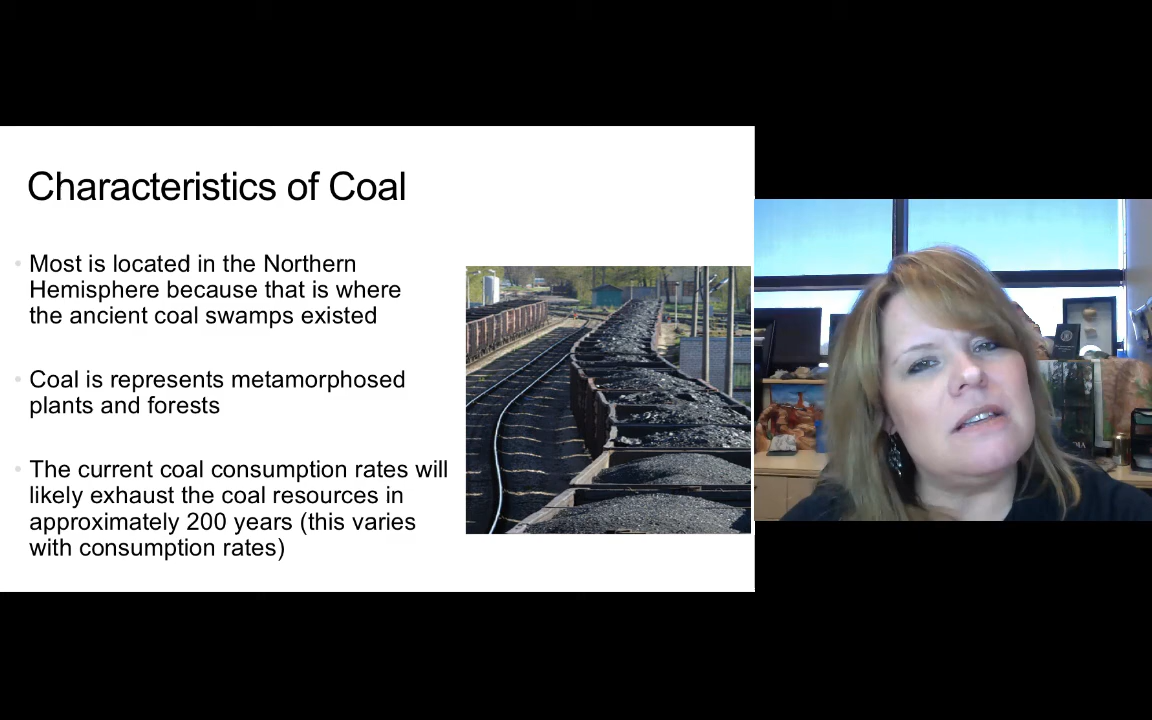 Characteristics of Coal
Most is located in the Northern
Hemisphere because that is where
the ancient coal swamps existed
Coal is represents metamorphosed
plants and forests
The current coal consumption rates will
likely exhaust the coal resources in
approximately 200 years (this varies
with consumption rates)